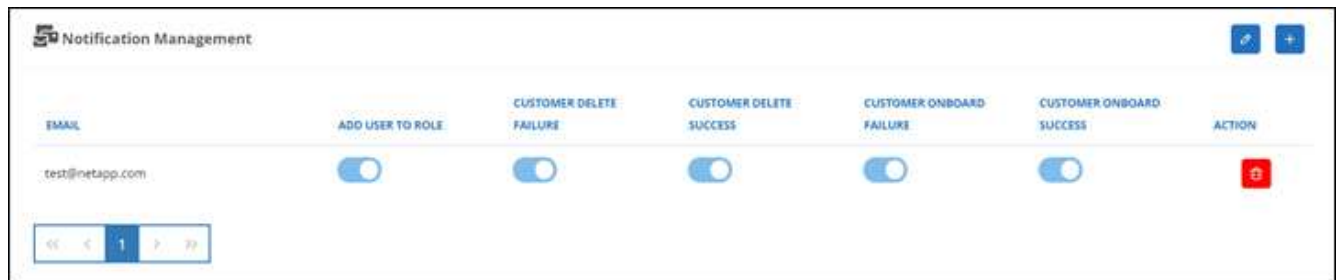 Notification Management
EMAIL
ADD USER TO ROLE
CUSTOMER DELETE
FAILURE
CUSTOMER DELETE
SUCCESS
CUSTOMER ONBOARD
FAILURE
CUSTOMER ONBOARD
SUCCESS
ACTION
test@netapp.com
<< < 1 > >>